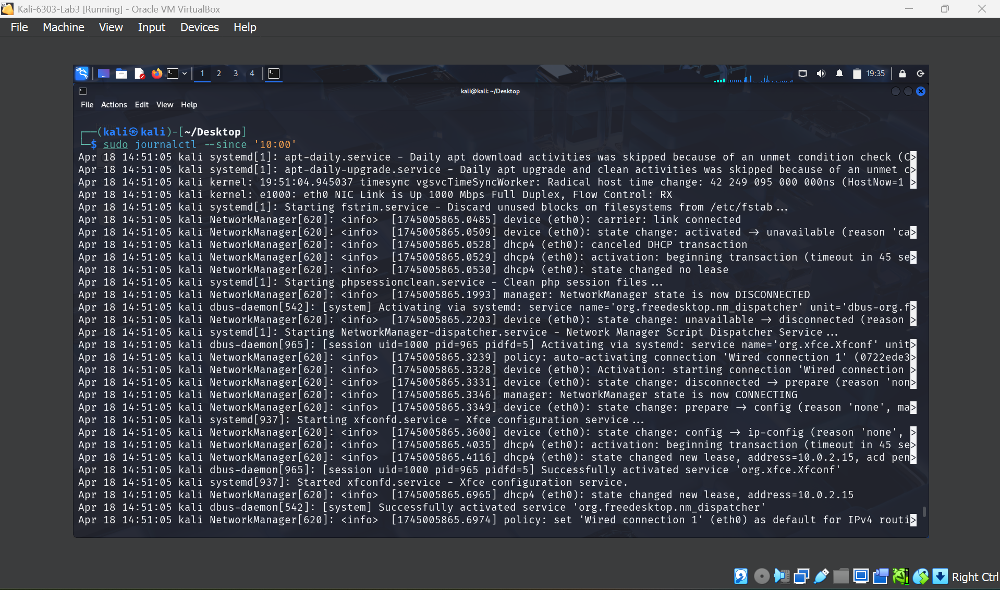 Kali-6303-Lab3 [Running] - Oracle VM VirtualBox
File Machine View Input Devices Help
1 2 3 4 19:35
kali@kali: ~/Desktop
File Actions Edit View Help
┌──(kali㉿kali)-[~/Desktop]
└─$ sudo journalctl --since '10:00'
Apr 18 14:51:05 kali systemd[1]: apt-daily.service - Daily apt download activities was skipped because of an unmet condition check (C>
Apr 18 14:51:05 kali systemd[1]: apt-daily-upgrade.service - Daily apt upgrade and clean activities was skipped because of an unmet c>
Apr 18 14:51:05 kali kernel: 19:51:04.945037 timesync vgsvcTimeSyncWorker: Radical host time change: 42 249 095 000 000ns (HostNow=1 >
Apr 18 14:51:05 kali kernel: e1000: eth0 NIC Link is Up 1000 Mbps Full Duplex, Flow Control: RX
Apr 18 14:51:05 kali systemd[1]: Starting fstrim.service - Discard unused blocks on filesystems from /etc/fstab...
Apr 18 14:51:05 kali NetworkManager[620]: <info>  [1745005865.0485] device (eth0): carrier: link connected
Apr 18 14:51:05 kali NetworkManager[620]: <info>  [1745005865.0509] device (eth0): state change: activated → unavailable (reason 'ca>
Apr 18 14:51:05 kali NetworkManager[620]: <info>  [1745005865.0528] dhcp4 (eth0): canceled DHCP transaction
Apr 18 14:51:05 kali NetworkManager[620]: <info>  [1745005865.0529] dhcp4 (eth0): activation: beginning transaction (timeout in 45 se>
Apr 18 14:51:05 kali NetworkManager[620]: <info>  [1745005865.0530] dhcp4 (eth0): state changed no lease
Apr 18 14:51:05 kali systemd[1]: Starting phpsessionclean.service - Clean php session files...
Apr 18 14:51:05 kali NetworkManager[620]: <info>  [1745005865.1993] manager: NetworkManager state is now DISCONNECTED
Apr 18 14:51:05 kali dbus-daemon[542]: [system] Activating via systemd: service name='org.freedesktop.nm_dispatcher' unit='dbus-org.f>
Apr 18 14:51:05 kali NetworkManager[620]: <info>  [1745005865.2203] device (eth0): state change: unavailable → disconnected (reason >
Apr 18 14:51:05 kali systemd[1]: Starting NetworkManager-dispatcher.service - Network Manager Script Dispatcher Service...
Apr 18 14:51:05 kali dbus-daemon[965]: [session uid=1000 pid=965 pidfd=5] Activating via systemd: service name='org.xfce.Xfconf' unit>
Apr 18 14:51:05 kali NetworkManager[620]: <info>  [1745005865.3239] policy: auto-activating connection 'Wired connection 1' (0722ede3>
Apr 18 14:51:05 kali NetworkManager[620]: <info>  [1745005865.3328] device (eth0): Activation: starting connection 'Wired connection >
Apr 18 14:51:05 kali NetworkManager[620]: <info>  [1745005865.3331] device (eth0): state change: disconnected → prepare (reason 'non>
Apr 18 14:51:05 kali NetworkManager[620]: <info>  [1745005865.3346] manager: NetworkManager state is now CONNECTING
Apr 18 14:51:05 kali NetworkManager[620]: <info>  [1745005865.3349] device (eth0): state change: prepare → config (reason 'none', ma>
Apr 18 14:51:05 kali systemd[937]: Starting xfconfd.service - Xfce configuration service...
Apr 18 14:51:05 kali NetworkManager[620]: <info>  [1745005865.3600] device (eth0): state change: config → ip-config (reason 'none', >
Apr 18 14:51:05 kali NetworkManager[620]: <info>  [1745005865.4035] dhcp4 (eth0): activation: beginning transaction (timeout in 45 se>
Apr 18 14:51:05 kali NetworkManager[620]: <info>  [1745005865.4116] dhcp4 (eth0): state changed new lease, address=10.0.2.15, acd pen>
Apr 18 14:51:05 kali dbus-daemon[965]: [session uid=1000 pid=965 pidfd=5] Successfully activated service 'org.xfce.Xfconf'
Apr 18 14:51:05 kali systemd[937]: Started xfconfd.service - Xfce configuration service.
Apr 18 14:51:05 kali NetworkManager[620]: <info>  [1745005865.6965] dhcp4 (eth0): state changed new lease, address=10.0.2.15
Apr 18 14:51:05 kali dbus-daemon[542]: [system] Successfully activated service 'org.freedesktop.nm_dispatcher'
Apr 18 14:51:05 kali NetworkManager[620]: <info>  [1745005865.6974] policy: set 'Wired connection 1' (eth0) as default for IPv4 routi>
Right Ctrl